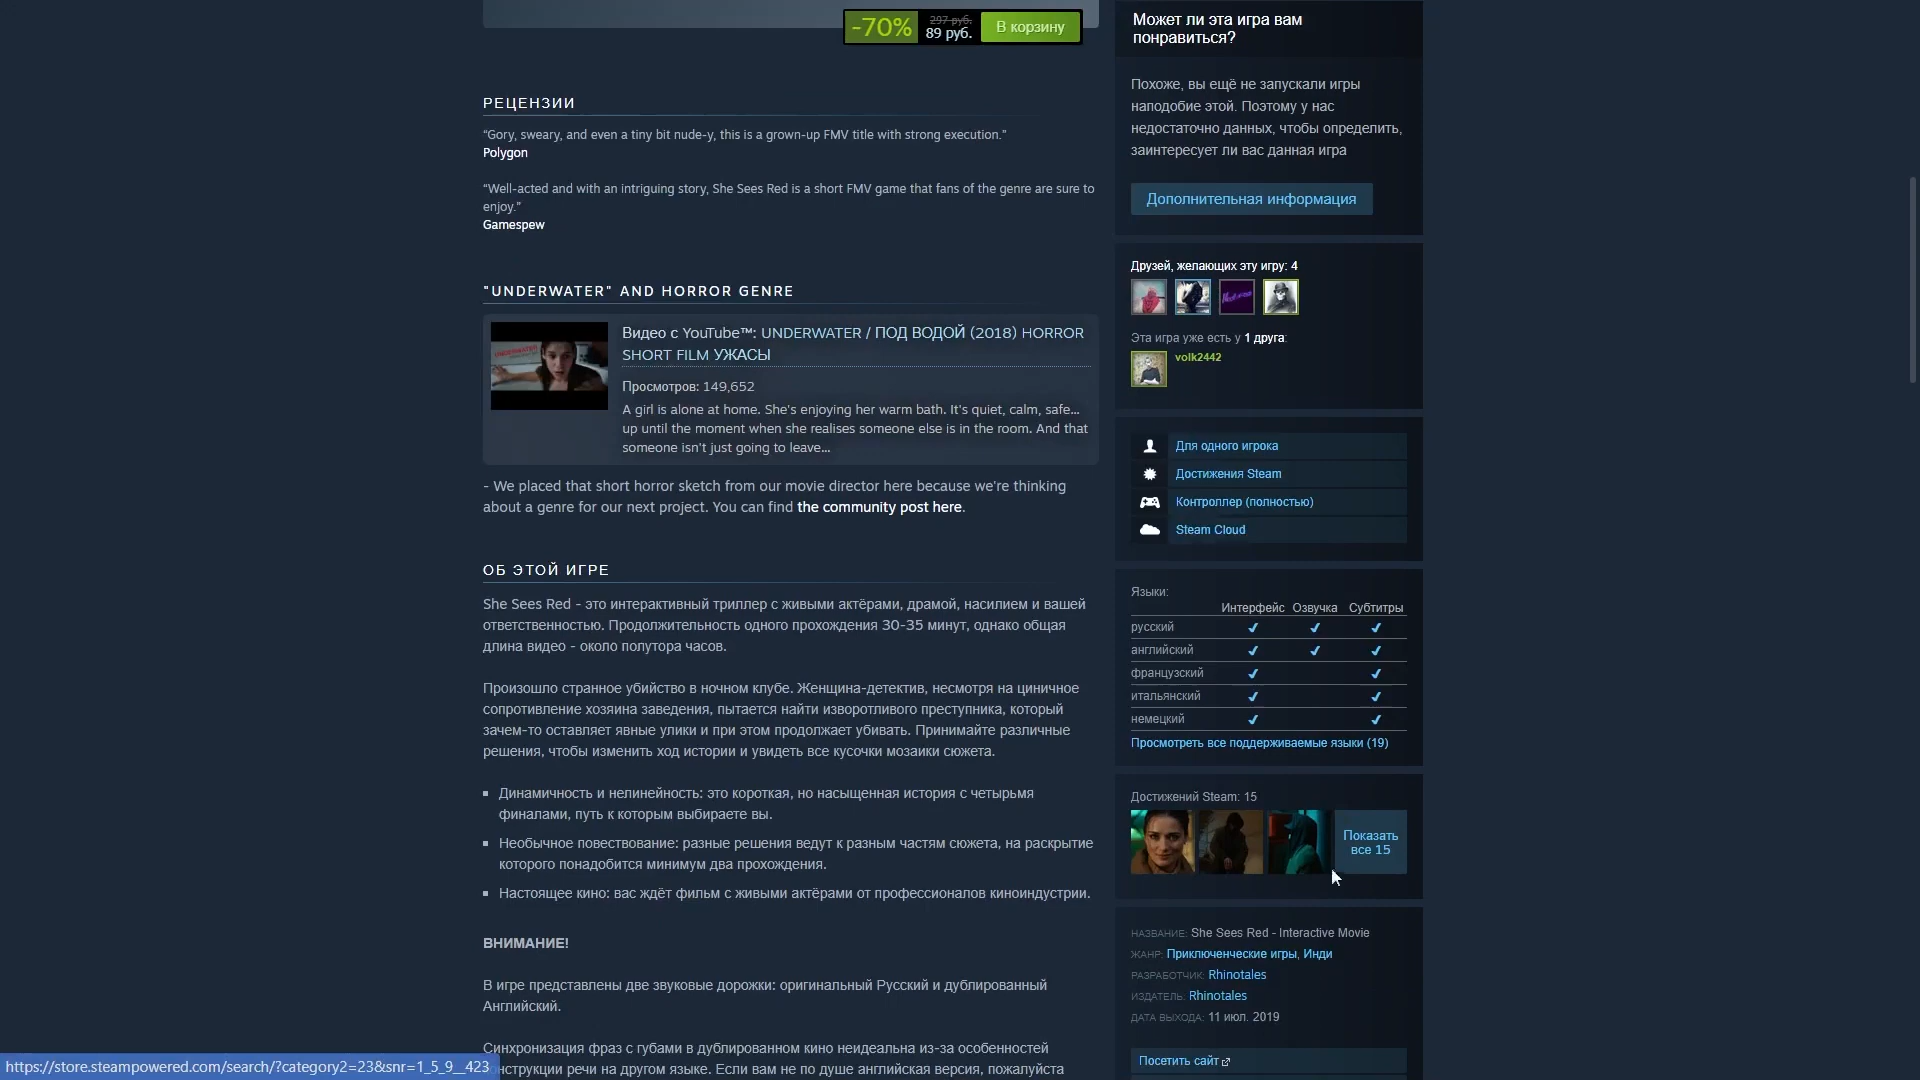 -70%
297 руб.
89 руб.
В корзину
РЕЦЕНЗИИ
“Gory, sweary, and even a tiny bit nude-y, this is a grown-up FMV title with strong execution.”
Polygon
“Well-acted and with an intriguing story, She Sees Red is a short FMV game that fans of the genre are sure to
enjoy.”
Gamespew
"UNDERWATER" AND HORROR GENRE
Видео с YouTube™: UNDERWATER / ПОД ВОДОЙ (2018) HORROR
SHORT FILM УЖАСЫ
Просмотров: 149,652
A girl is alone at home. She's enjoying her warm bath. It's quiet, calm, safe...
up until the moment when she realises someone else is in the room. And that
someone isn't just going to leave...
- We placed that short horror sketch from our movie director here because we're thinking
about a genre for our next project. You can find the community post here.
ОБ ЭТОЙ ИГРЕ
She Sees Red - это интерактивный триллер с живыми актёрами, драмой, насилием и вашей
ответственностью. Продолжительность одного прохождения 30-35 минут, однако общая
длина видео - около полутора часов.
Произошло странное убийство в ночном клубе. Женщина-детектив, несмотря на циничное
сопротивление хозяина заведения, пытается найти изворотливого преступника, который
зачем-то оставляет явные улики и при этом продолжает убивать. Принимайте различные
решения, чтобы изменить ход истории и увидеть все кусочки мозаики сюжета.
Динамичность и нелинейность: это короткая, но насыщенная история с четырьмя
финалами, путь к которым выбираете вы.
Необычное повествование: разные решения ведут к разным частям сюжета, на раскрытие
которого понадобится минимум два прохождения.
Настоящее кино: вас ждёт фильм с живыми актёрами от профессионалов киноиндустрии.
ВНИМАНИЕ!
В игре представлены две звуковые дорожки: оригинальный Русский и дублированный
Английский.
Синхронизация фраз с губами в дублированном кино неидеальна из-за особенностей
конструкции речи на другом языке. Если вам не по душе английская версия, пожалуйста
https://store.steampowered.com/search/?category2=23&snr=1_5_9__423
Может ли эта игра вам
понравиться?
Похоже, вы ещё не запускали игры
наподобие этой. Поэтому у нас
недостаточно данных, чтобы определить,
заинтересует ли вас данная игра
Дополнительная информация
Друзей, желающих эту игру: 4
Эта игра уже есть у 1 друга:
volk2442
Для одного игрока
Достижения Steam
Контроллер (полностью)
Steam Cloud
Языки:
Интерфейс Озвучка Субтитры
русский ✔ ✔ ✔
английский ✔ ✔ ✔
французский ✔ ✔
итальянский ✔ ✔
немецкий ✔ ✔
Просмотреть все поддерживаемые языки (19)
Достижений Steam: 15
Показать
все 15
НАЗВАНИЕ: She Sees Red - Interactive Movie
ЖАНР: Приключенческие игры, Инди
РАЗРАБОТЧИК: Rhinotales
ИЗДАТЕЛЬ: Rhinotales
ДАТА ВЫХОДА: 11 июл. 2019
Посетить сайт